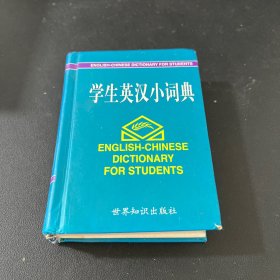 ENGLISH-CHINESE DICTIONARY FOR STUDENTS
学生英汉小词典
ENGLISH-CHINESE
DICTIONARY
FOR STUDENTS
世界知识出版社